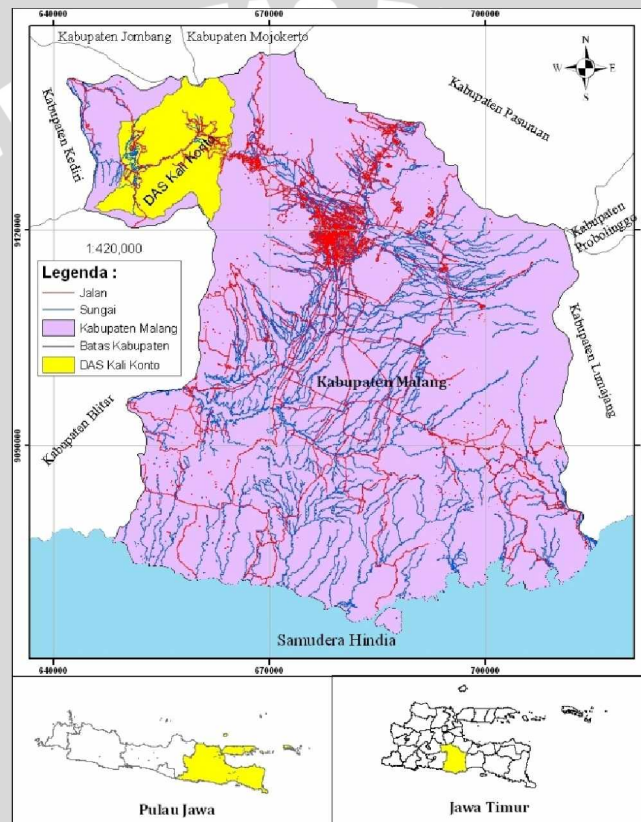 640000 670000 700000
Kabupaten Jombang
Kabupaten Mojokerto
N
W E
S
Kabupaten Pasuruan
Kabupaten Kediri
DAS Kali Konto
9120000 9120000
Kabupaten Probolinggo
1:420,000
Legenda :
Jalan
Sungai
Kabupaten Malang
Batas Kabupaten
DAS Kali Konto
Kabupaten Malang
Kabupaten Lumajang
Kabupaten Blitar
9090000 9090000
Samudera Hindia
640000 670000 700000
Pulau Jawa
Jawa Timur